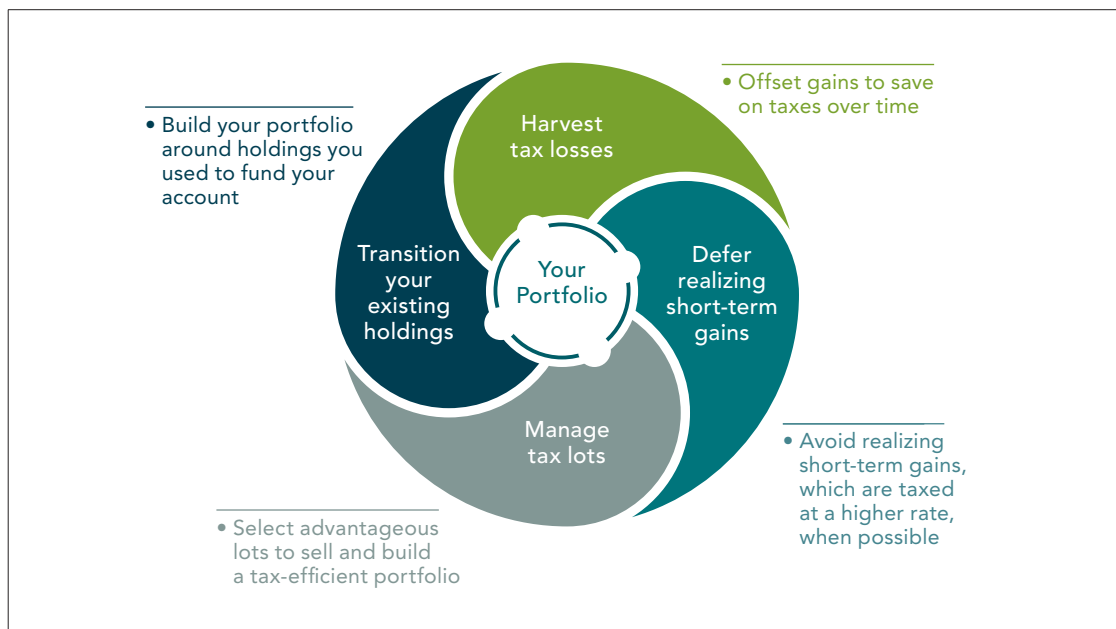 • Build your portfolio
around holdings you
used to fund your
account
Harvest
tax losses
• Offset gains to save
on taxes over time
Transition
your
existing
holdings
Your
Portfolio
Defer
realizing
short-term
gains
Manage
tax lots
• Avoid realizing
short-term gains,
which are taxed
at a higher rate,
when possible
• Select advantageous
lots to sell and build
a tax-efficient portfolio